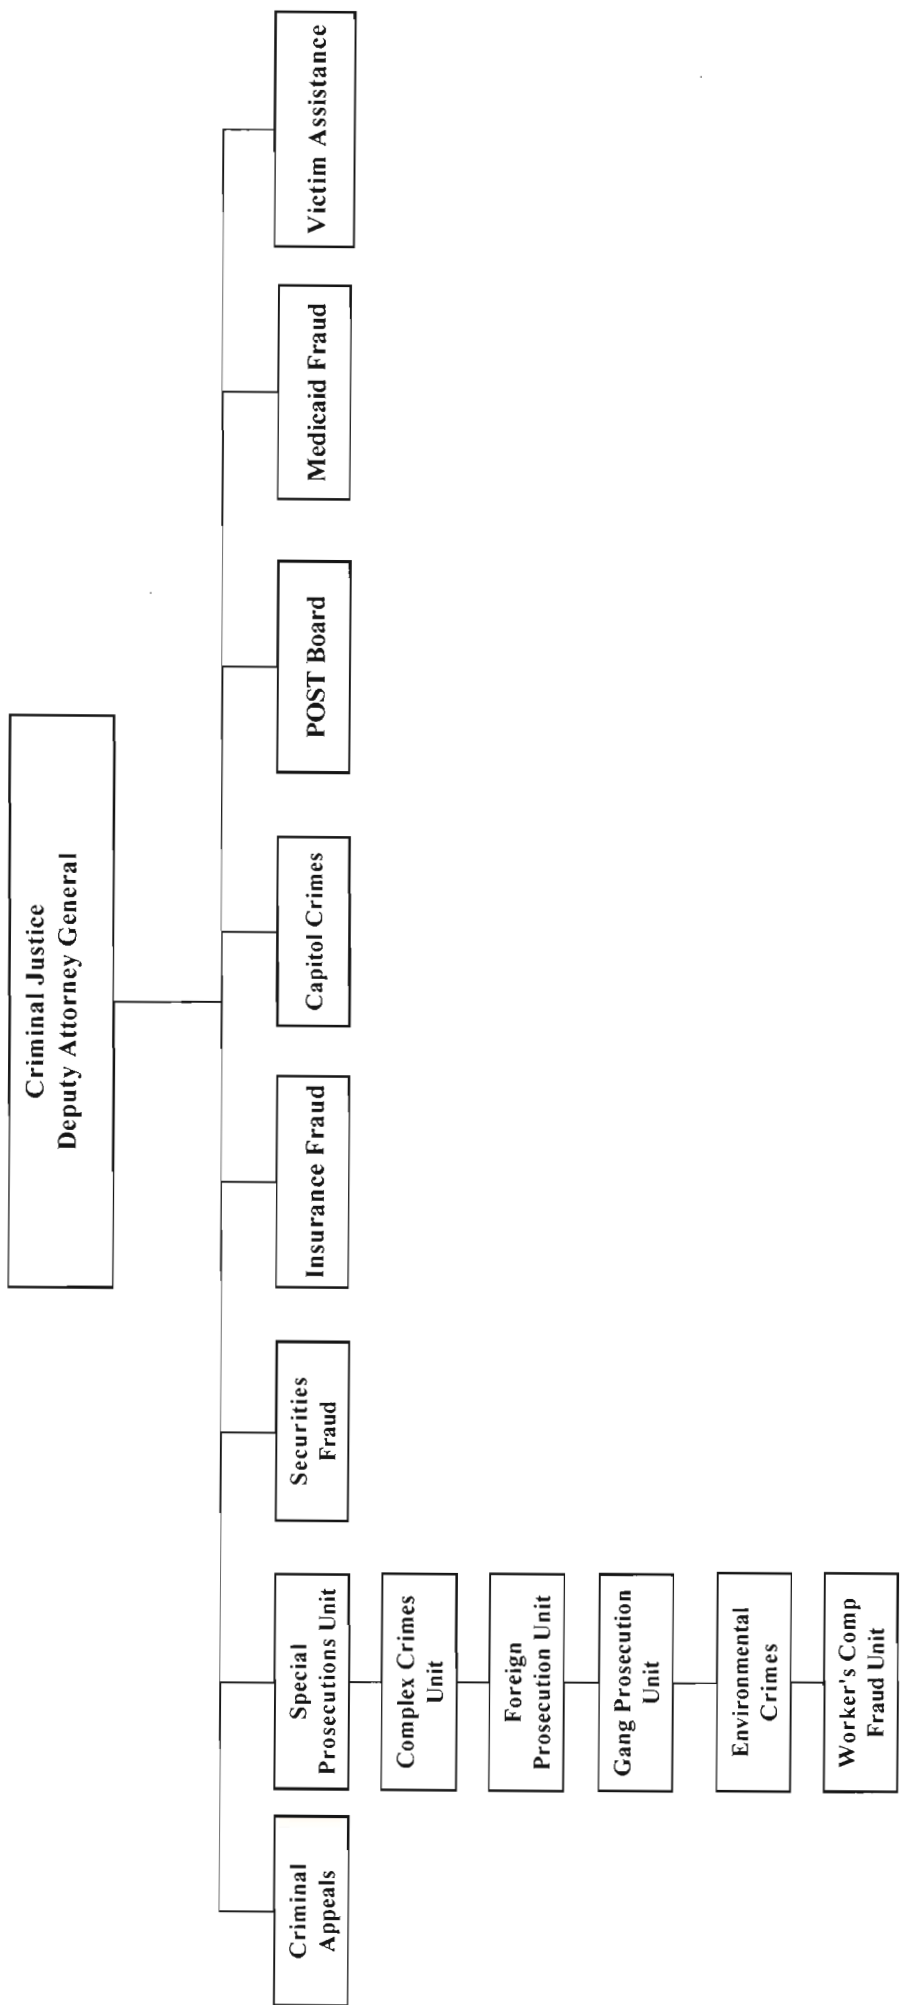 Criminal Justice
Deputy Attorney General
Criminal
Appeals
Special
Prosecutions Unit
Securities
Fraud
Insurance Fraud
Capitol Crimes
POST Board
Medicaid Fraud
Victim Assistance
Complex Crimes
Unit
Foreign
Prosecution Unit
Gang Prosecution
Unit
Environmental
Crimes
Worker's Comp
Fraud Unit